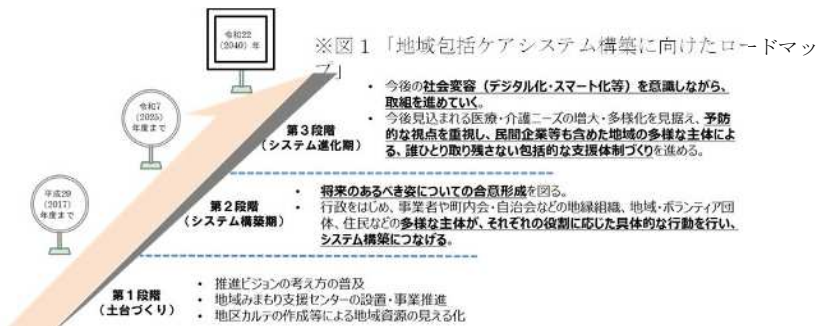 令和22
(2040) 年
※図1「地域包括ケアシステム構築に向けたロードマッ
プ」
• 今後の社会変容（デジタル化・スマート化等）を意識しながら、
取組を進めていく。
• 今後見込まれる医療・介護ニーズの増大・多様化を見据え、予防
的な視点を重視し、民間企業等も含めた地域の多様な主体によ
る、誰ひとり取り残さない包括的な支援体制づくりを進める。
第3段階
（システム進化期）
令和7
(2025)
年度まで
• 将来のあるべき姿についての合意形成を図る。
• 行政をはじめ、事業者や町内会・自治会などの地縁組織、地域・ボランティア団
体、住民などの多様な主体が、それぞれの役割に応じた具体的な行動を行い、
システム構築につなげる。
第2段階
（システム構築期）
平成29
(2017)
年度まで
• 推進ビジョンの考え方の普及
• 地域みまもり支援センターの設置・事業推進
• 地区カルテの作成等による地域資源の見える化
第1段階
（土台づくり）